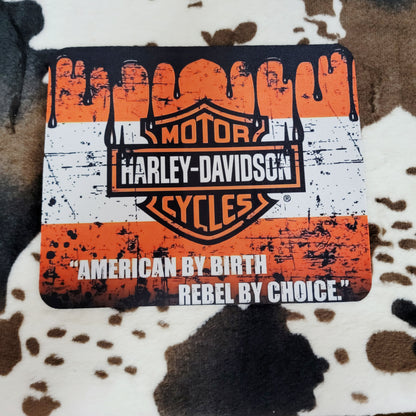 MOTOR
HARLEY-DAVIDSON
CYCLES®
"AMERICAN BY BIRTH
REBEL BY CHOICE."